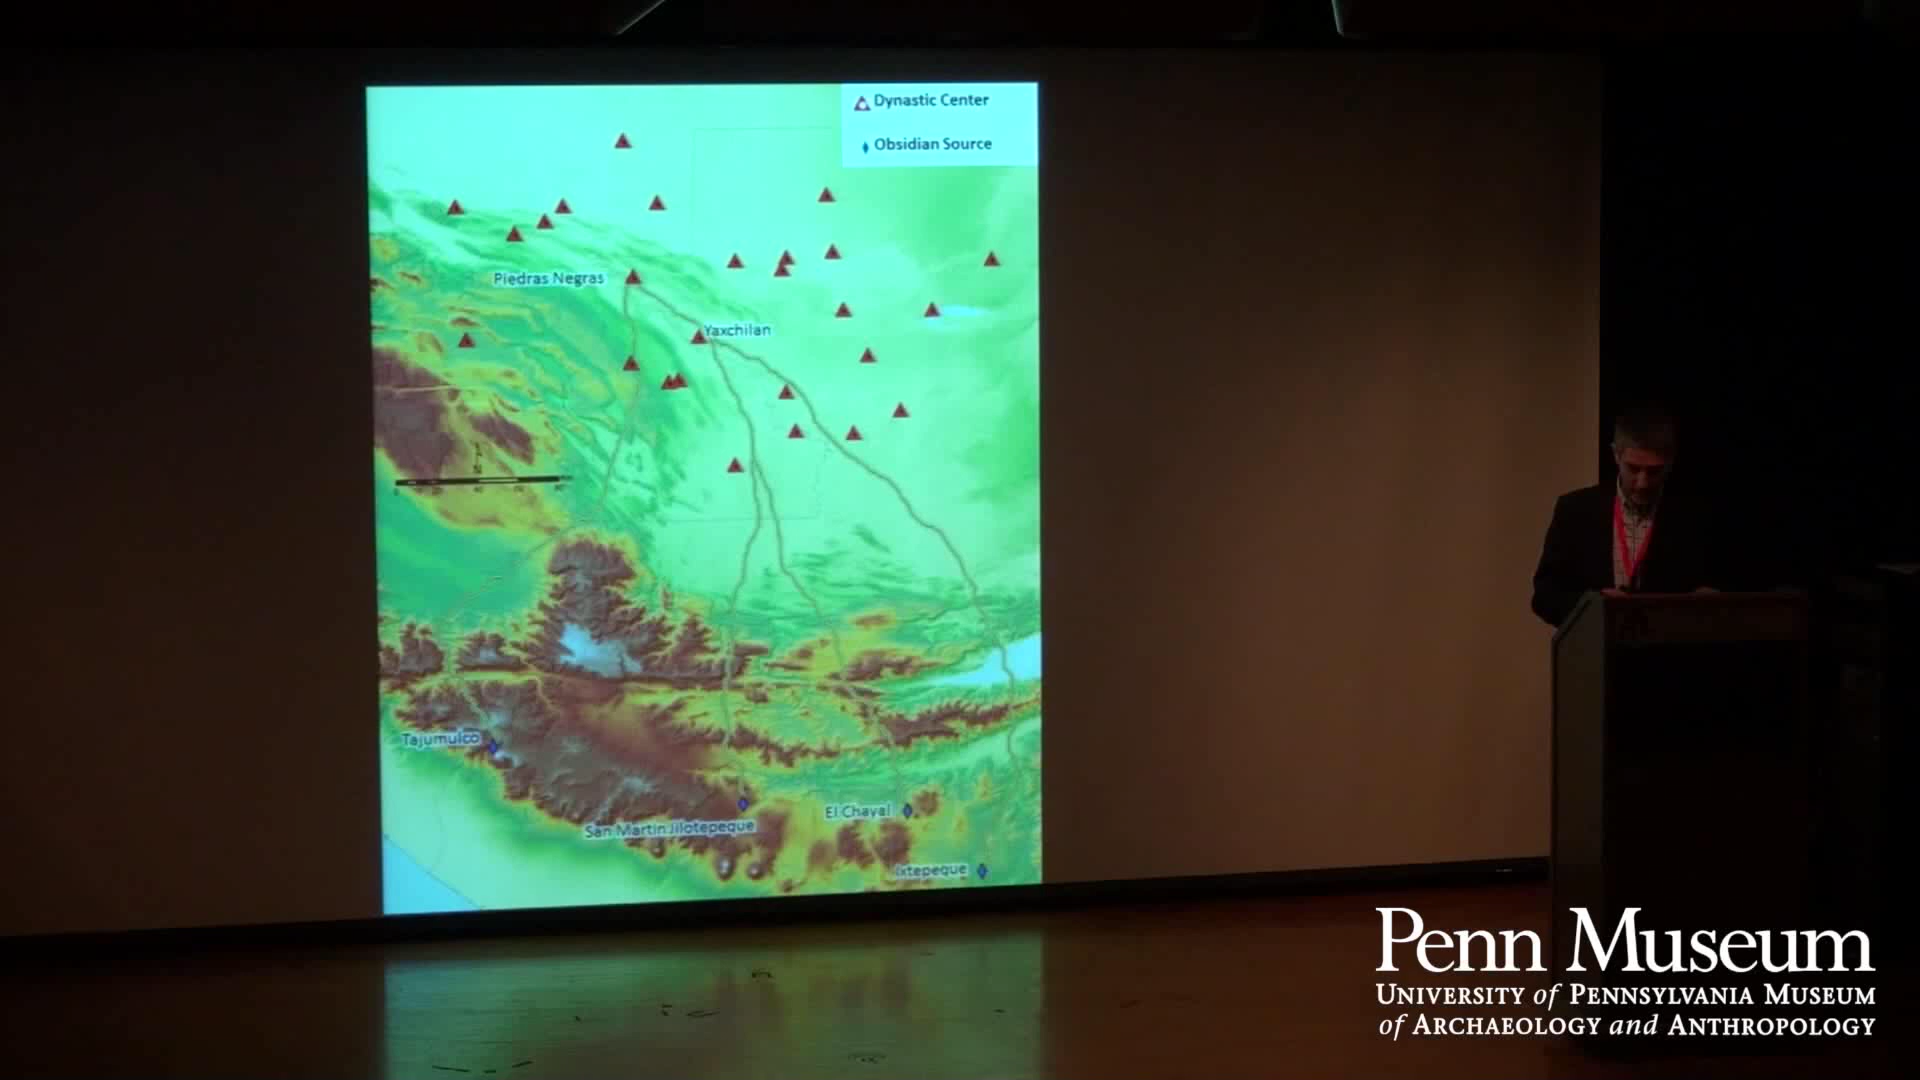 Dynastic Center
Obsidian Source
Piedras Negras
Yaxchilan
N
Tajumulco
San Martin Jilotepeque
El Chayal
Ixtepeque
Penn Museum
UNIVERSITY of PENNSYLVANIA MUSEUM
of ARCHAEOLOGY and ANTHROPOLOGY